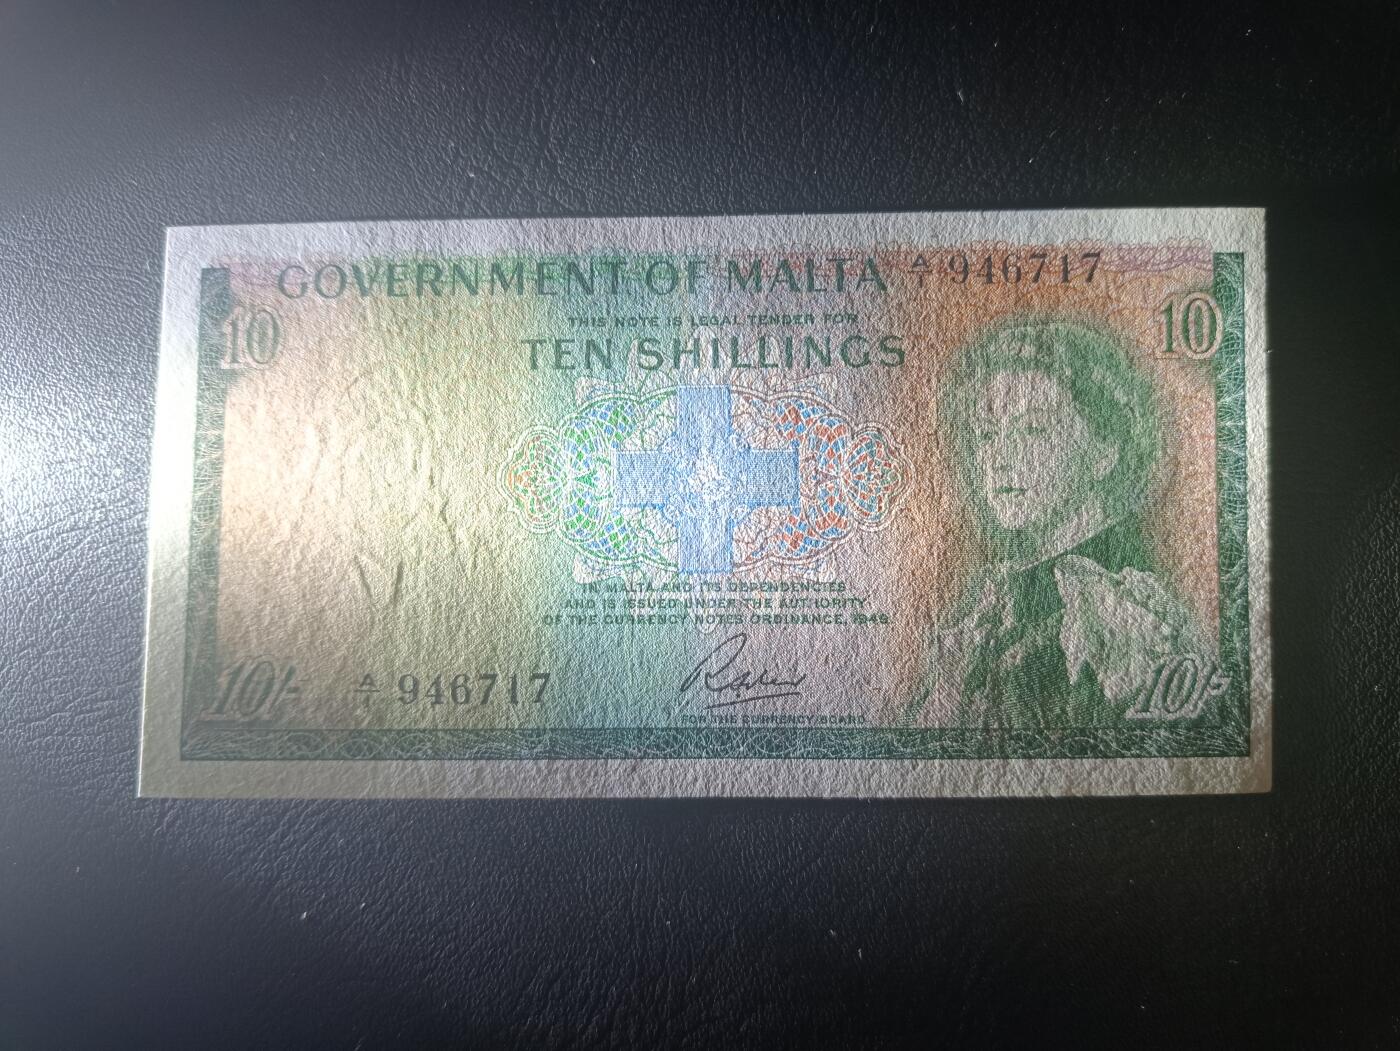 GOVERNMENT OF MALTA A/1 946717
10 10
THIS NOTE IS LEGAL TENDER FOR
TEN SHILLINGS
IN MALTA AND ITS DEPENDENCIES
AND IS ISSUED UNDER THE AUTHORITY
OF THE CURRENCY NOTES ORDINANCE, 1949
10/- A/1 946717 10/-
FOR THE CURRENCY BOARD